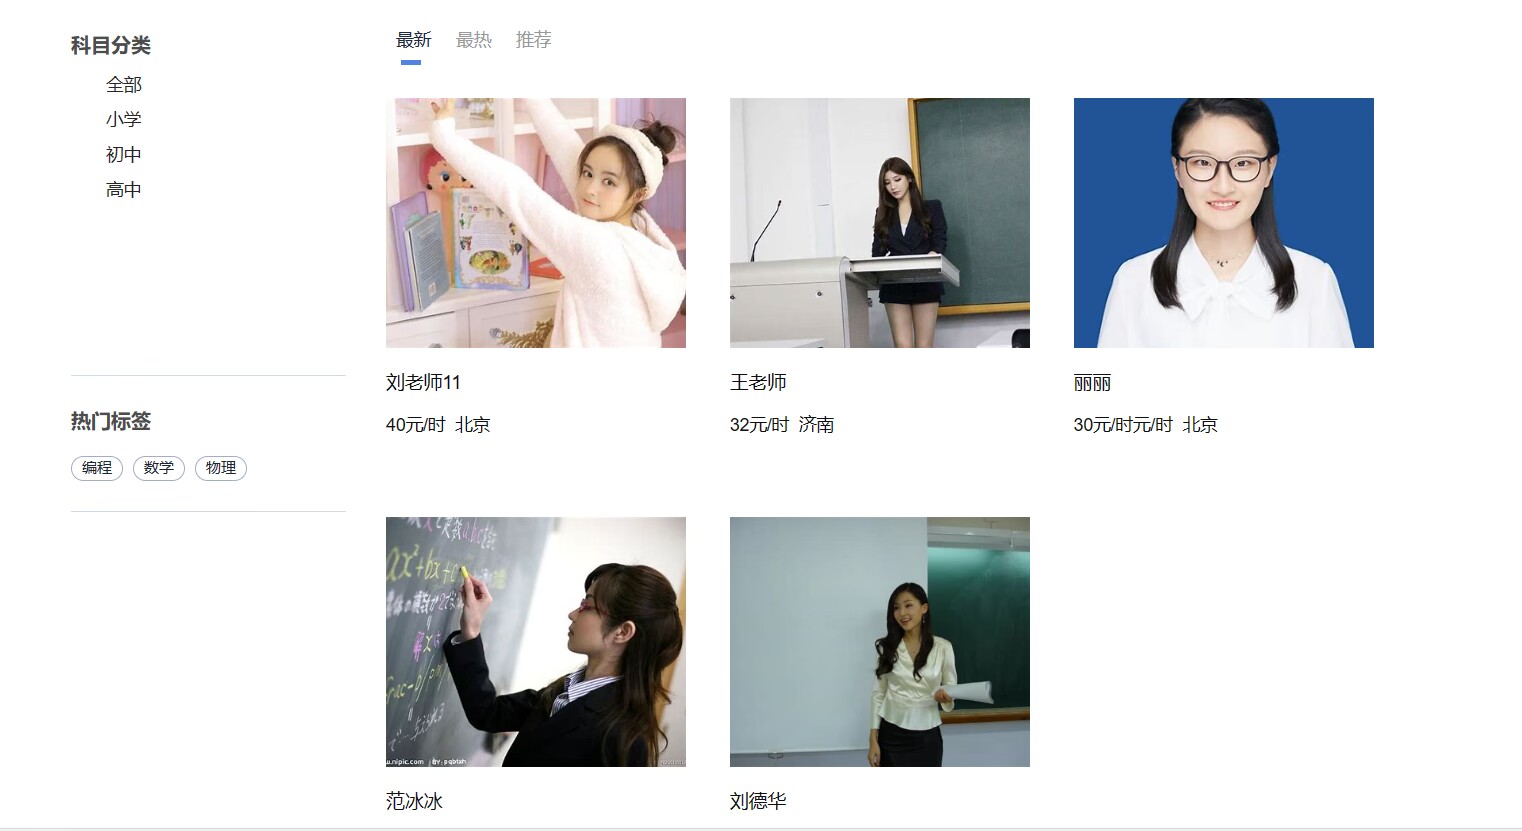 科目分类
全部
小学
初中
高中
热门标签
编程 数学 物理
最新 最热 推荐
刘老师11
40元/时 北京
王老师
32元/时 济南
丽丽
30元/时元/时 北京
ax²+bx+c
范冰冰
刘德华